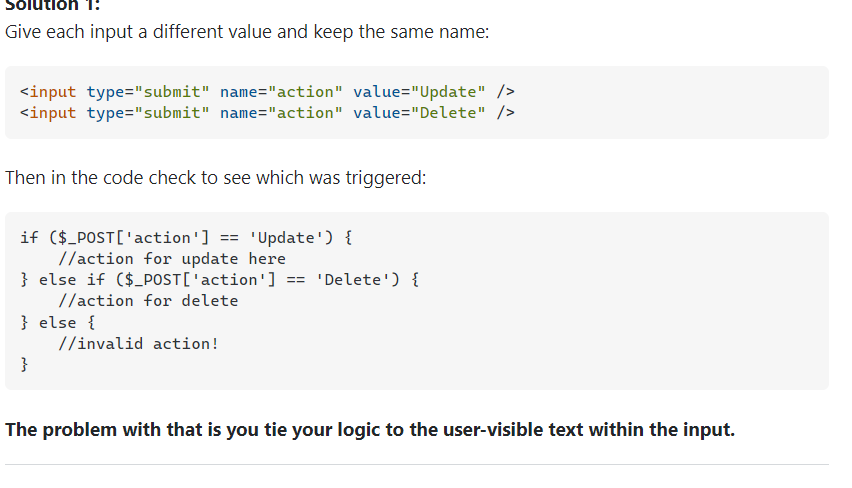 Solution 1:
Give each input a different value and keep the same name:
<input type="submit" name="action" value="Update" />
<input type="submit" name="action" value="Delete" />
Then in the code check to see which was triggered:
if ($_POST['action'] == 'Update') {
    //action for update here
} else if ($_POST['action'] == 'Delete') {
    //action for delete
} else {
    //invalid action!
}
The problem with that is you tie your logic to the user-visible text within the input.